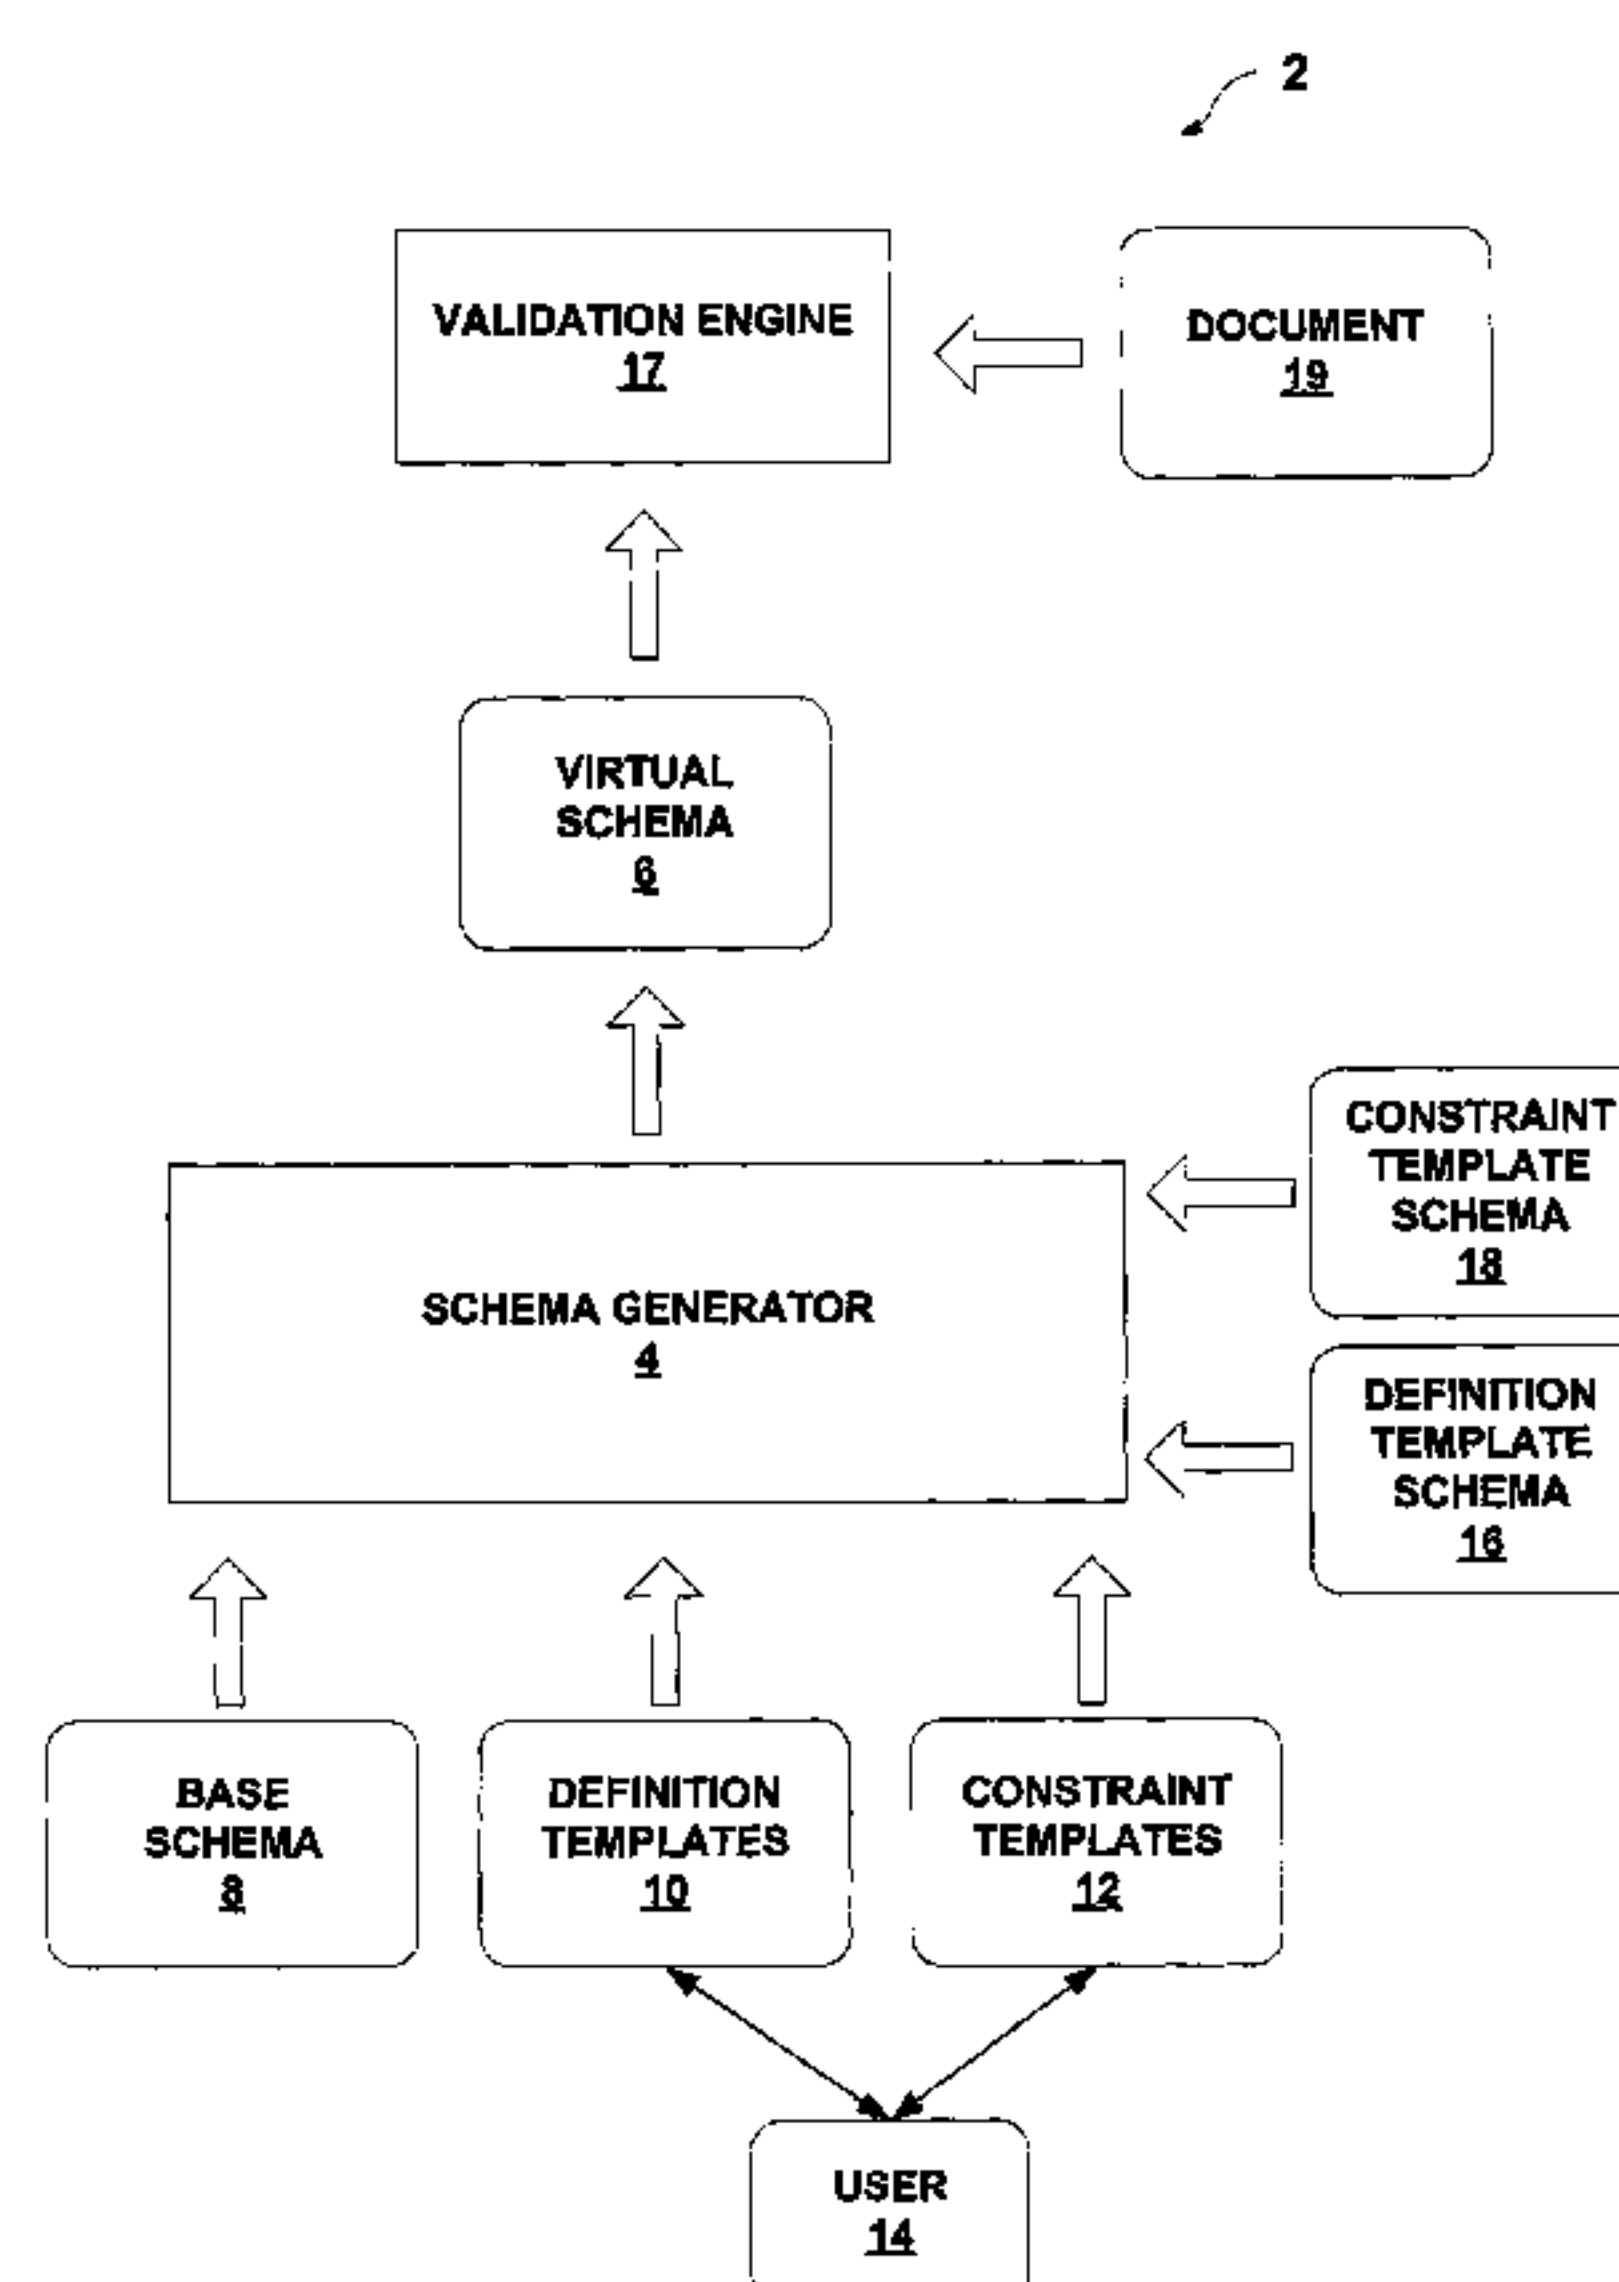 2
VALIDATION ENGINE
17
DOCUMENT
19
VIRTUAL
SCHEMA
6
CONSTRAINT
TEMPLATE
SCHEMA
18
SCHEMA GENERATOR
4
DEFINITION
TEMPLATE
SCHEMA
16
BASE
SCHEMA
8
DEFINITION
TEMPLATES
10
CONSTRAINT
TEMPLATES
12
USER
14